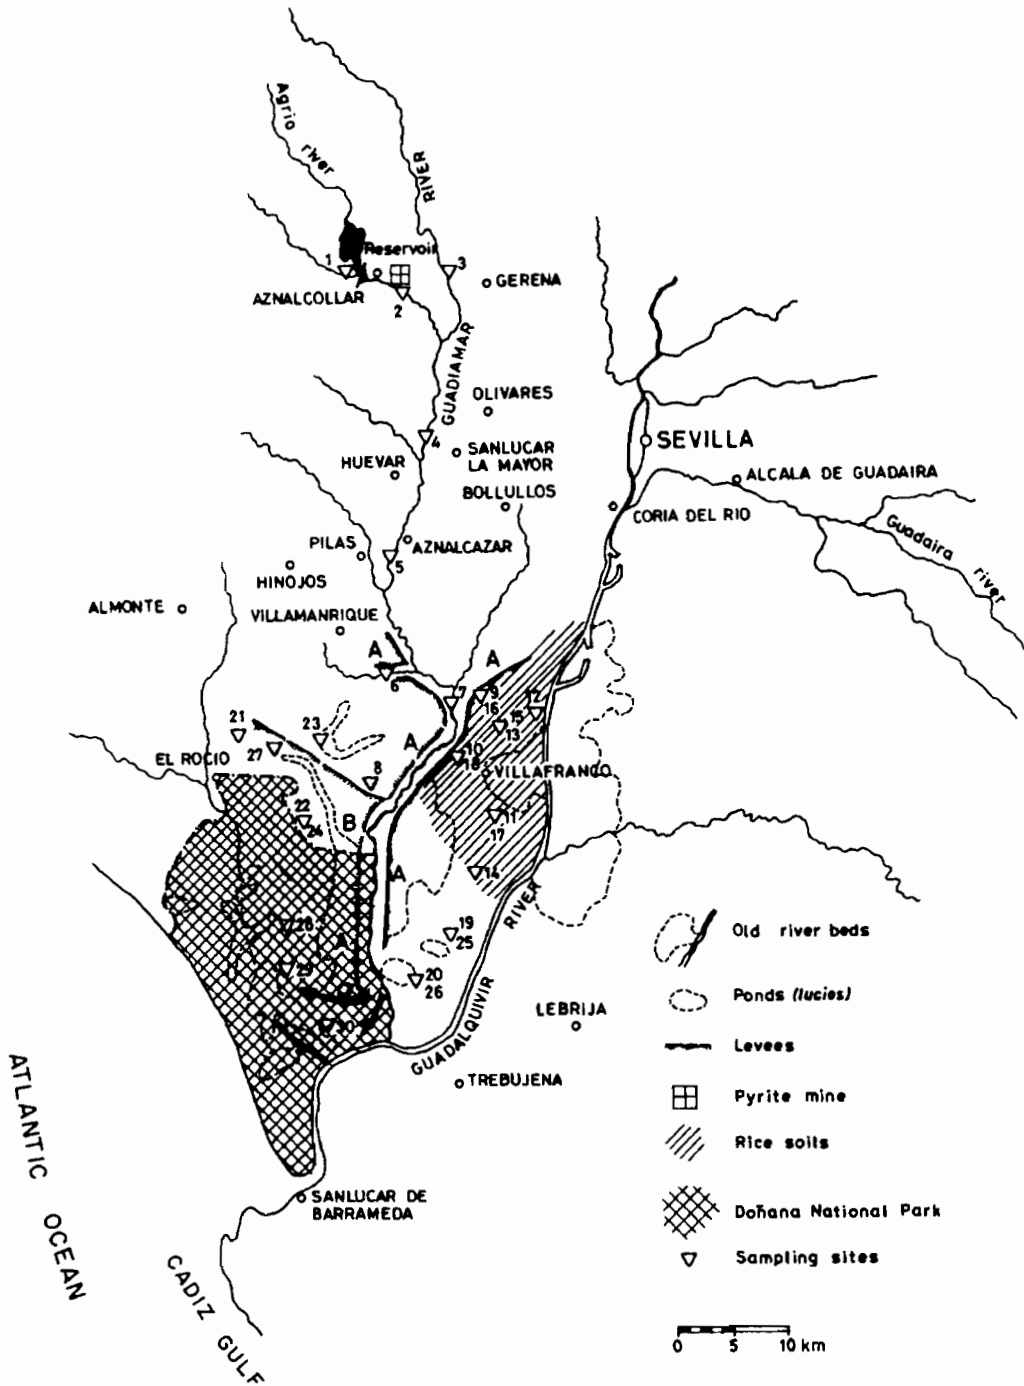 Agrio river
RIVER
Reservoir
1
3
GERENA
AZNALCOLLAR
2
GUADIAMAR
OLIVARES
4
SANLUCAR
LA MAYOR
SEVILLA
HUEVAR
ALCALA DE GUADAIRA
BOLLULLOS
CORIA DEL RIO
Guadaira river
PILAS
AZNALCAZAR
5
HINOJOS
ALMONTE
VILLAMANRIQUE
A
A
6
7
9
16
12
15
13
21
23
27
A
EL ROCIO
10
18
8
VILLAFRANCO
22
24
B
11
17
A
14
RIVER
28
19
25
Old river beds
A
29
20
26
Ponds (lucios)
LEBRIJA
30
GUADALQUIVIR
Levees
TREBUJENA
Pyrite mine
Rice soils
ATLANTIC OCEAN
SANLUCAR DE
BARRAMEDA
Doñana National Park
Sampling sites
CADIZ GULF
0 5 10 km